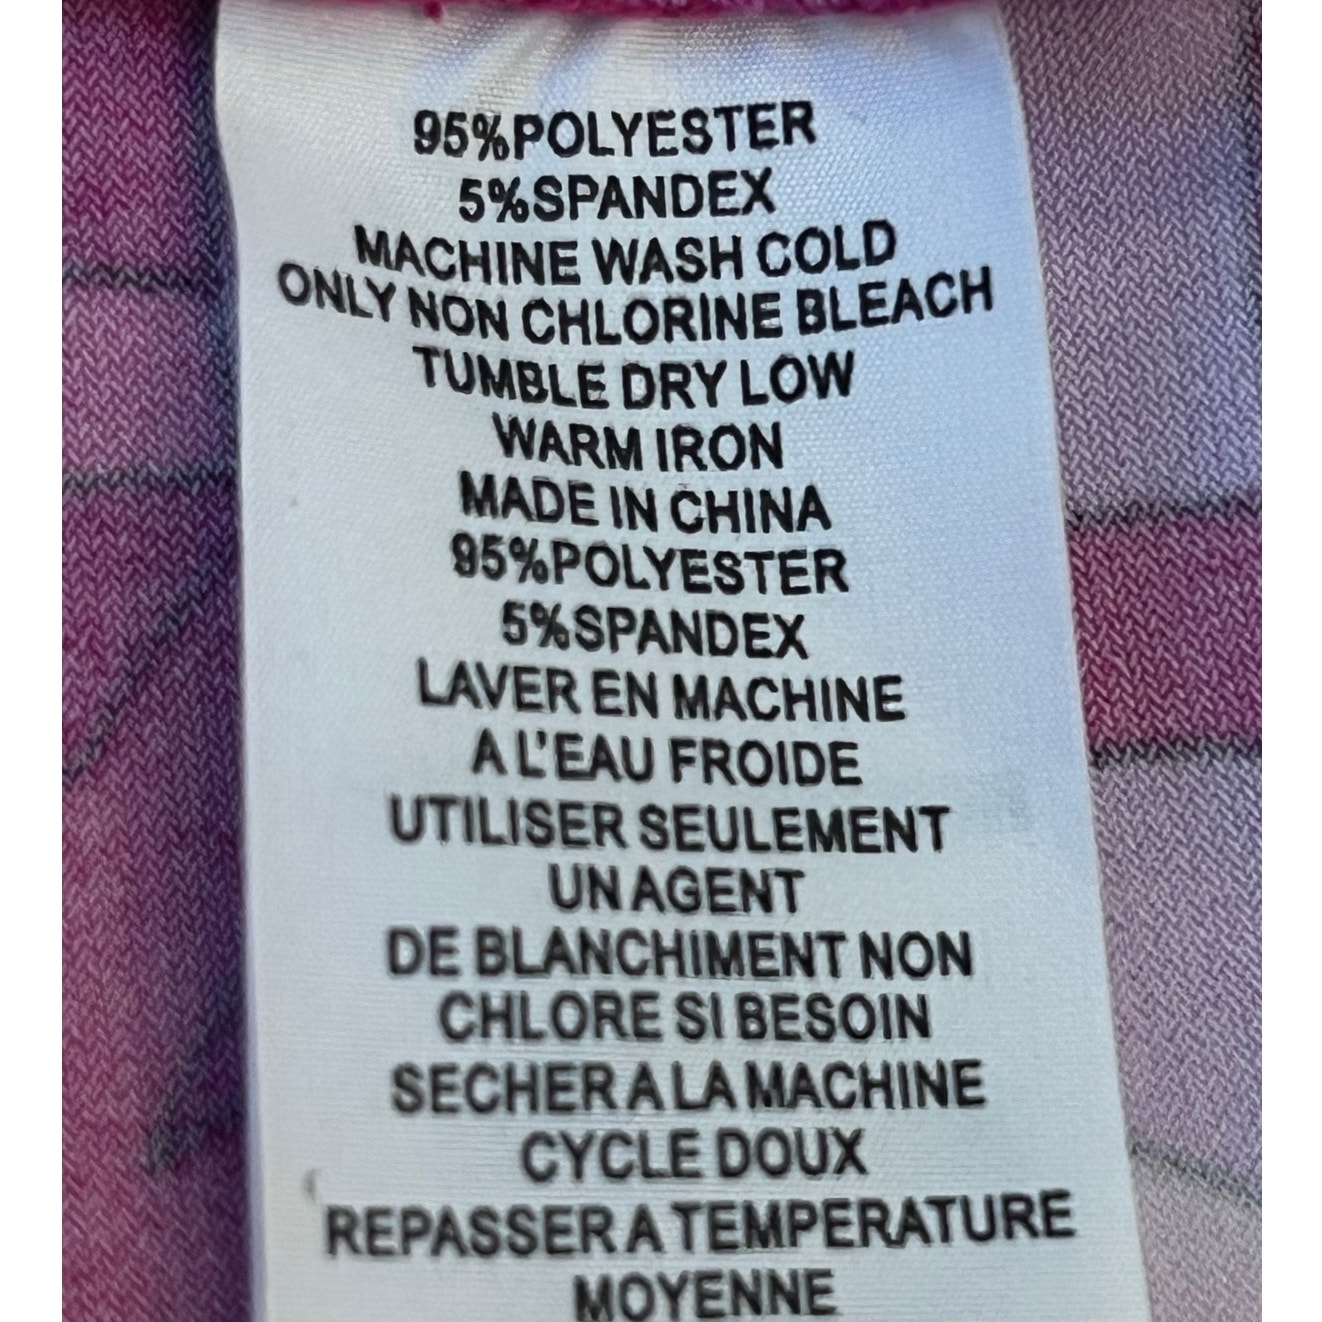 95%POLYESTER
5%SPANDEX
MACHINE WASH COLD
ONLY NON CHLORINE BLEACH
TUMBLE DRY LOW
WARM IRON
MADE IN CHINA
95%POLYESTER
5%SPANDEX
LAVER EN MACHINE
A L'EAU FROIDE
UTILISER SEULEMENT
UN AGENT
DE BLANCHIMENT NON
CHLORE SI BESOIN
SECHER A LA MACHINE
CYCLE DOUX
REPASSER A TEMPERATURE
MOYENNE